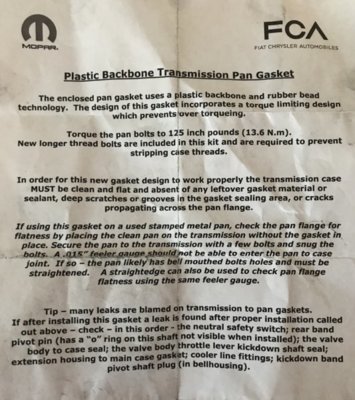 MOPAR.
FCA
FIAT CHRYSLER AUTOMOBILES
Plastic Backbone Transmission Pan Gasket
The enclosed pan gasket uses a plastic backbone and rubber bead
technology. The design of this gasket incorporates a torque limiting design
which prevents over torqueing.
Torque the pan bolts to 125 inch pounds (13.6 N.m).
New longer thread bolts are included in this kit and are required to prevent
stripping case threads.
In order for this new gasket design to work properly the transmission case
MUST be clean and flat and absent of any leftover gasket material or
sealant, deep scratches or grooves in the gasket sealing area, or cracks
propagating across the pan flange.
If using this gasket on a used stamped metal pan, check the pan flange for
flatness by placing the clean pan on the transmission without the gasket in
place. Secure the pan to the transmission with a few bolts and snug the
bolts. A .015" feeler gauge should not be able to enter the pan to case
joint. If so – the pan likely has bell mouthed bolt holes and must be
straightened. A straightedge can also be used to check pan flange
flatness using the same feeler gauge.
Tip – many leaks are blamed on transmission to pan gaskets.
If after installing this gasket a leak is found after proper installation called
out above – check – in this order - the neutral safety switch; rear band
pivot pin (has a "o" ring on this shaft not visible when installed); the valve
body to case seal; the valve body throttle lever kickdown shaft seal;
extension housing to main case gasket; cooler line fittings; kickdown band
pivot shaft plug (in bellhousing).